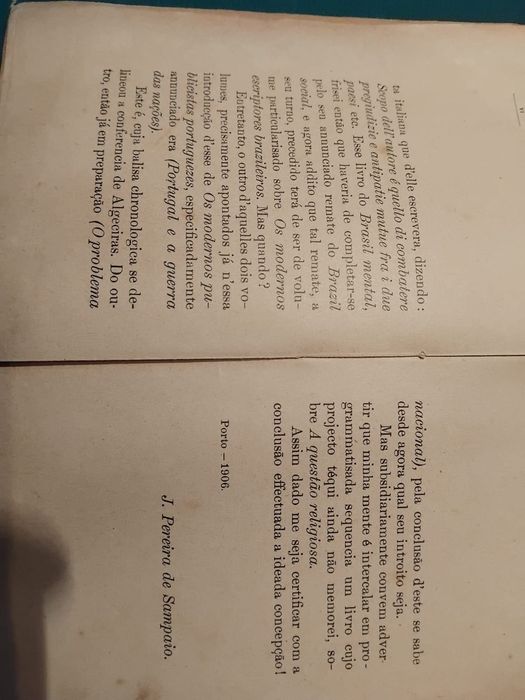 VI
ta italiana que d'elle escrevera, dizendo:
Scopo dell'autore è quello di combatere
pregiudizie e antipatie mutue fra i due
paesi etc. Esse livro do Brasil mental,
frisei então que haveria de completar-se
pelo seu annunciado remate do Brazil
social, e agora addito que tal remate, a
seu turno, precedido terá de ser de volu-
me particularisado sobre Os modernos
escriptores brazileiros. Mas quando?
Entretanto, o outro d'aquelles dois vo-
lumes, precisamente apontados já n'essa
introdução d'esse de Os modernos pu-
blicistas portuguezes, especificadamente
annunciado era (Portugal e a guerra
das nações).
Este é, cuja balisa chronologica se de-
lineou a conferencia de Algeciras. Do ou-
tro, então já em preparação (O problema
nacional), pela conclusão d'este se sabe
desde agora qual seu introito seja.
Mas subsidiariamente convem adver-
tir que minha mente é intercalar em pro-
grammatisada sequencia um livro cujo
projecto téqui ainda não memorei, so-
bre A questão religiosa.
Assim dado me seja certificar com a
conclusão effectuada a ideada concepção!
Porto – 1906.
J. Pereira de Sampaio.